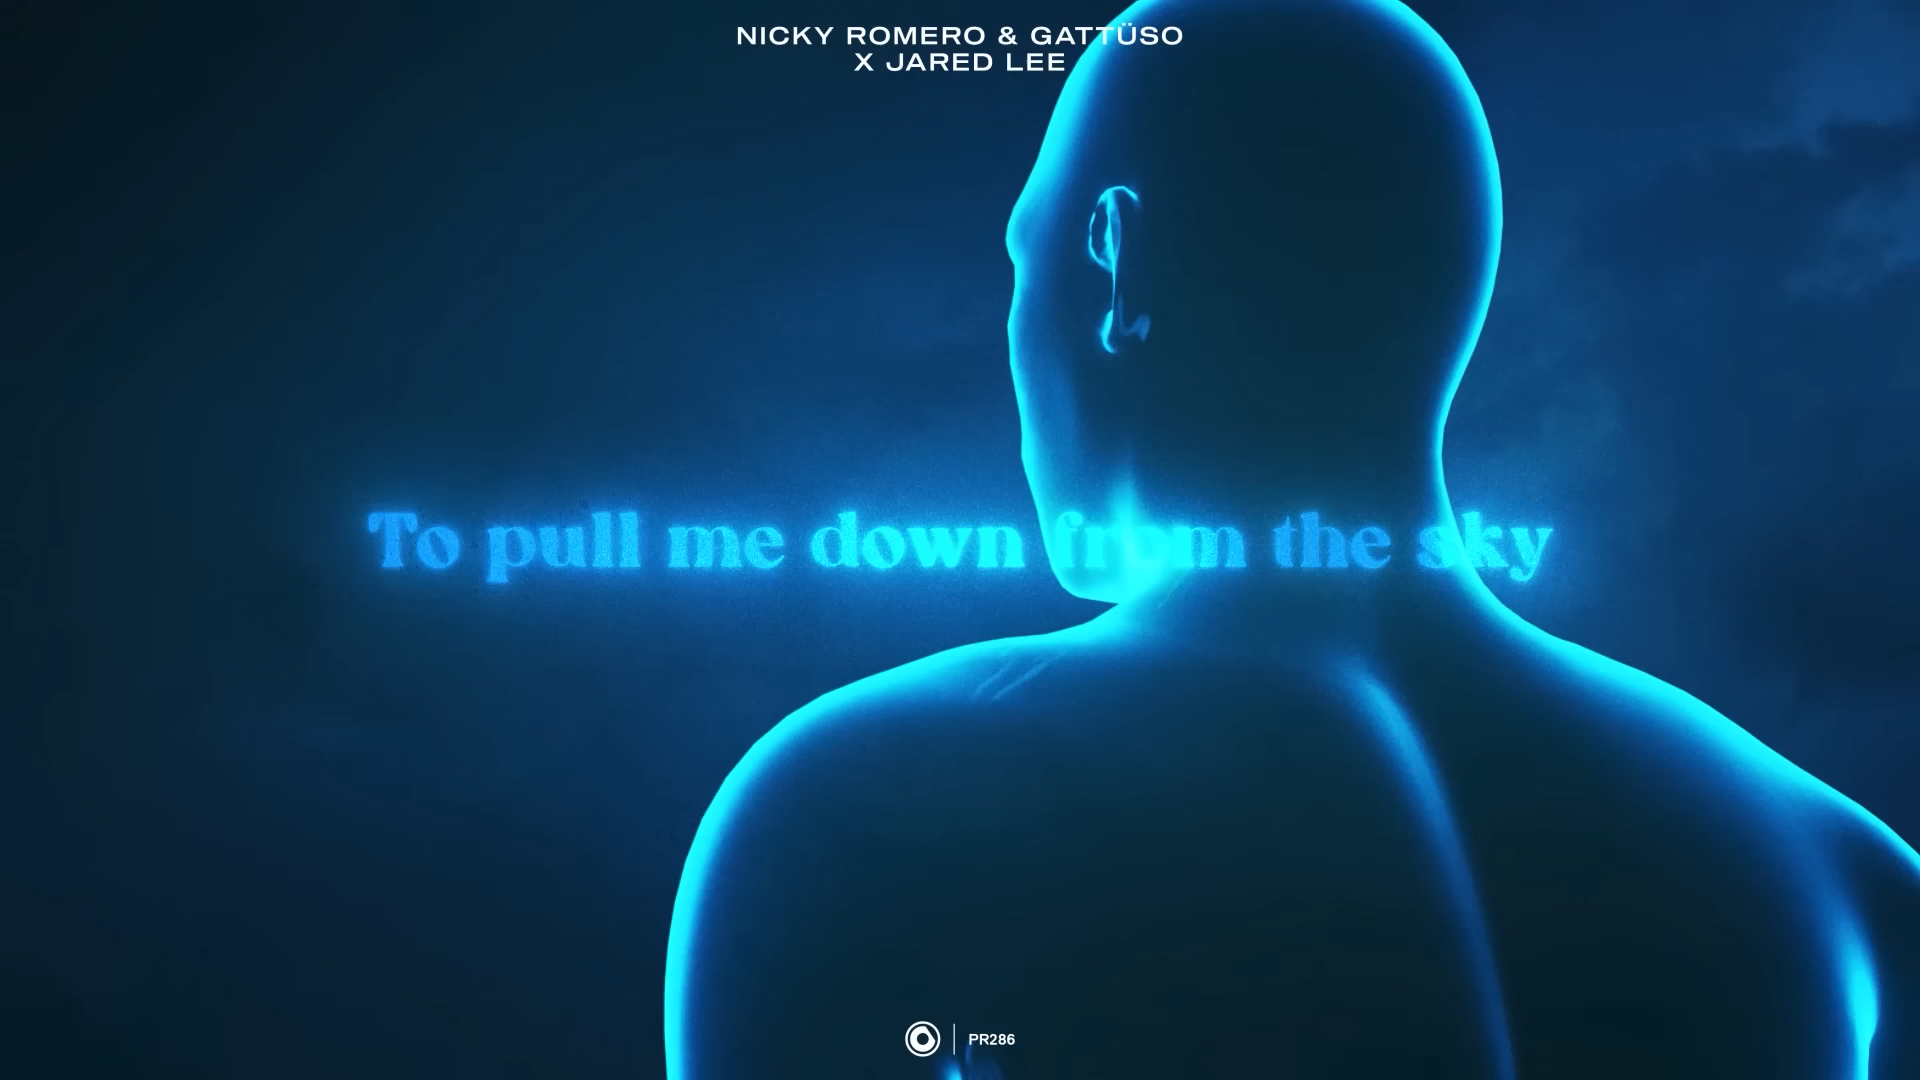 NICKY ROMERO & GATTÜSO
X JARED LEE
To pull me down from the sky
PR286